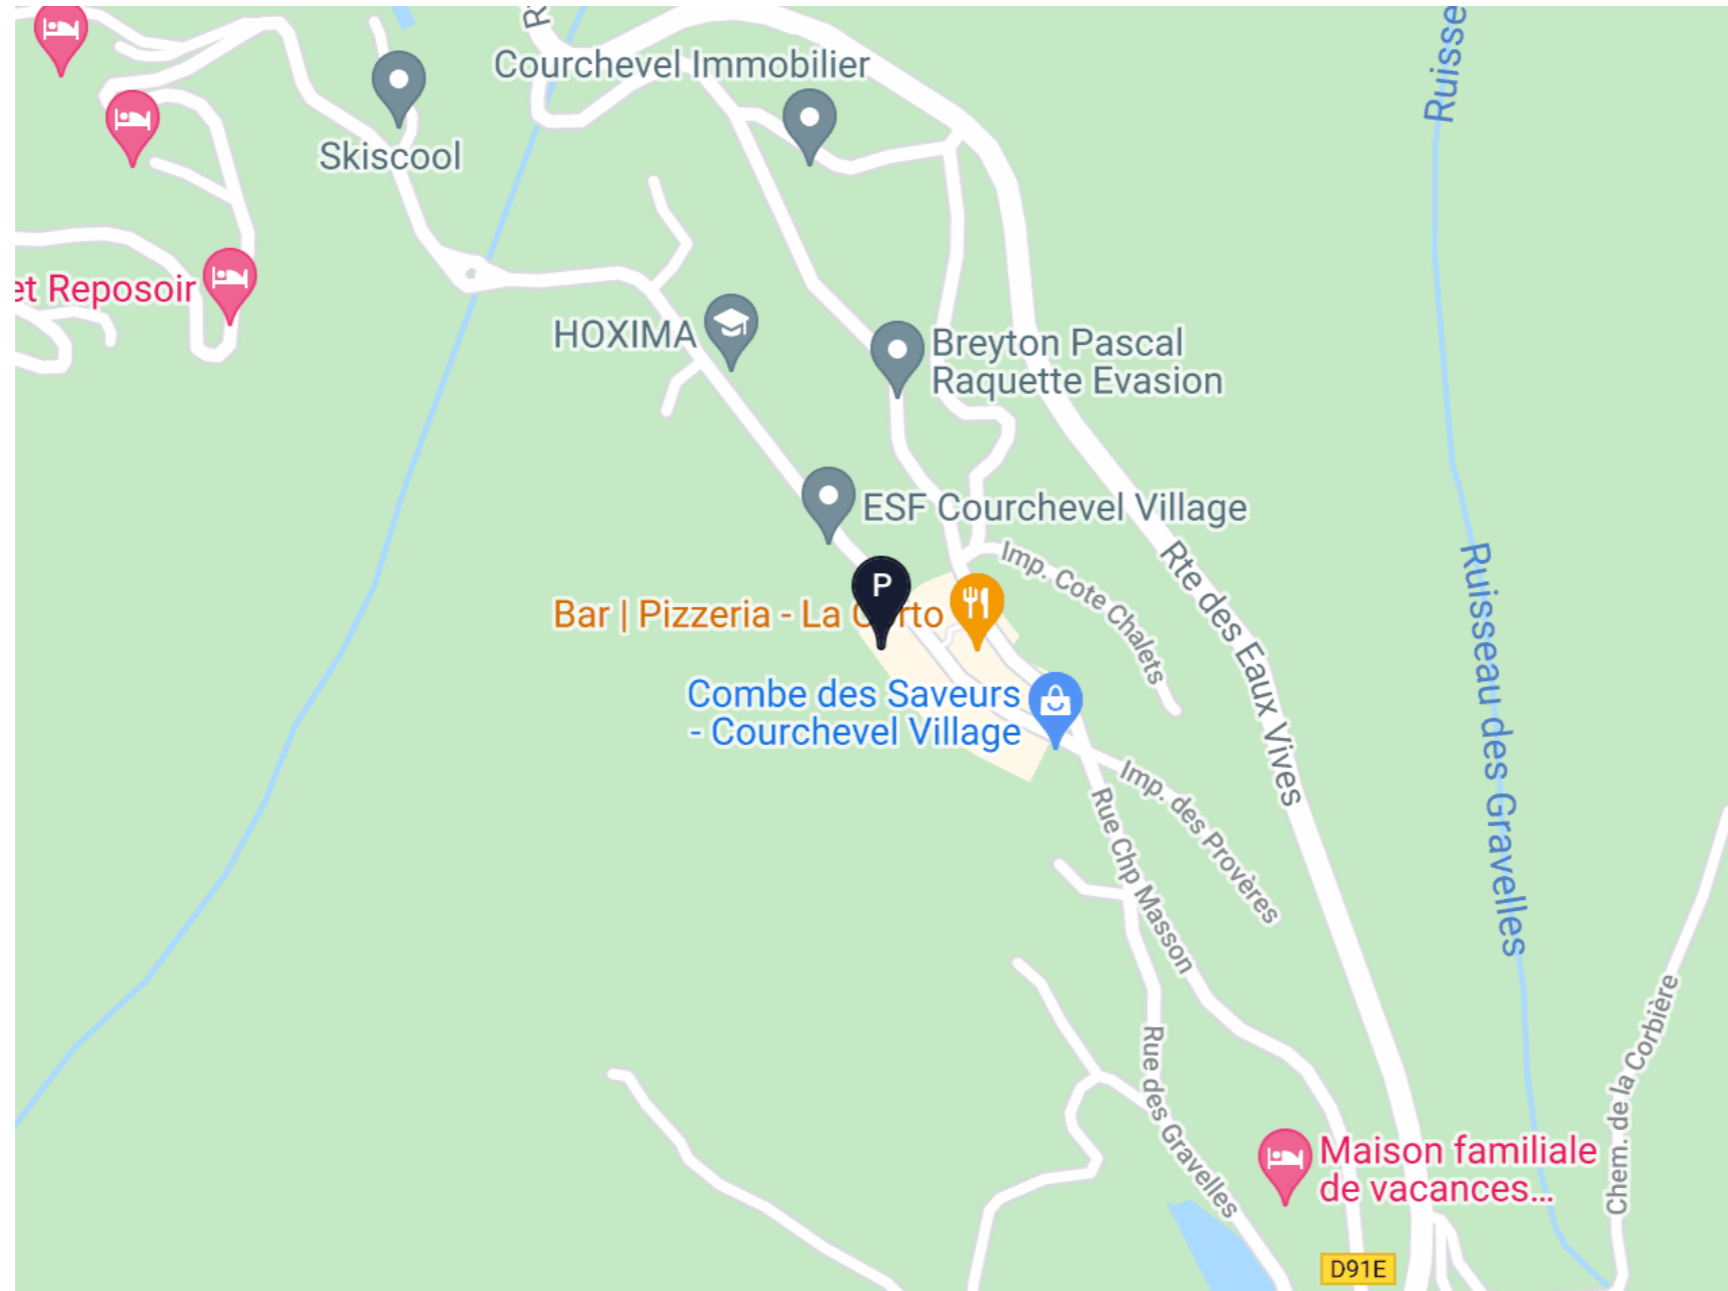 R
Courchevel Immobilier
Ruisse
Skiscool
et Reposoir
HOXIMA
Breyton Pascal
Raquette Evasion
ESF Courchevel Village
Imp. Cote Chalets
Rte des Eaux Vives
Ruisseau des Gravelles
P
Bar | Pizzeria - La
Combe des Saveurs
- Courchevel Village
Imp. des Provères
Rue Chp Masson
Chem. de la Corbière
Rue des Gravelles
Maison familiale
de vacances...
D91E